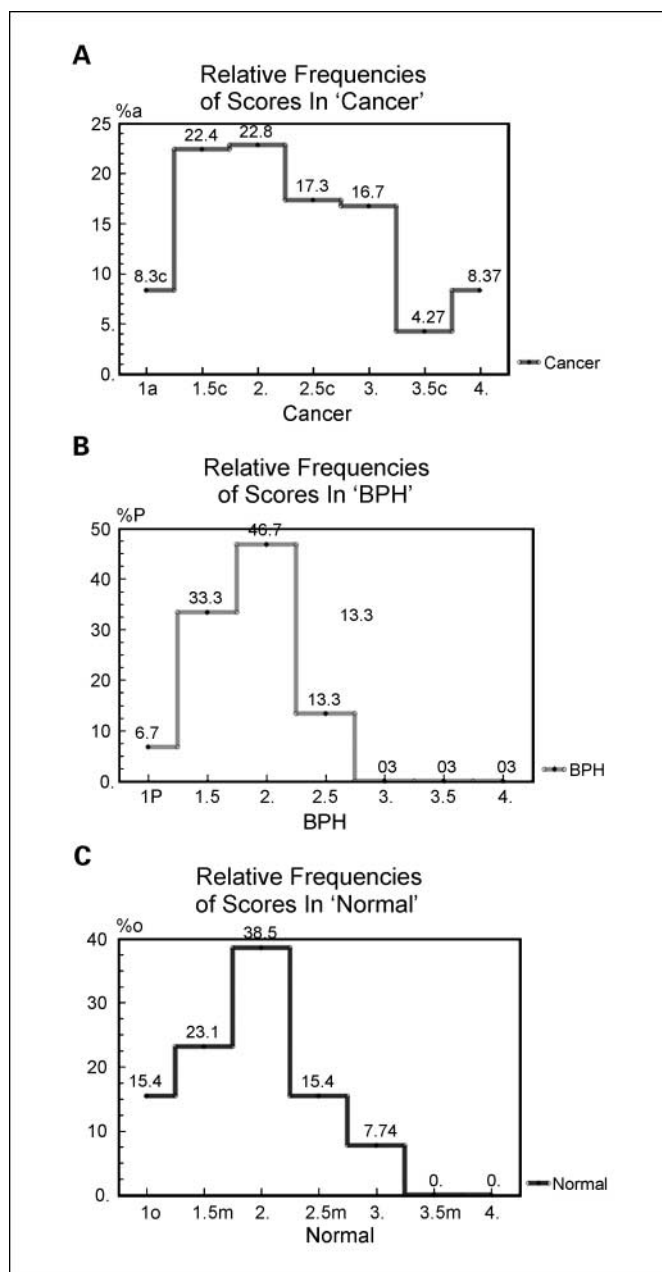 A
Relative Frequencies
of Scores In ‘Cancer’
%a
25
20
15
10
5.
0.
8.3c
22.4
22.8
17.3
16.7
4.27
8.37
1a 1.5c 2. 2.5c 3. 3.5c 4.
Cancer
Cancer
B
Relative Frequencies
of Scores In ‘BPH’
%P
50
40
30
20
10
0.
6.7
33.3
46.7
13.3
13.3
03
03
03
1P 1.5 2. 2.5 3. 3.5 4.
BPH
BPH
C
Relative Frequencies
of Scores In ‘Normal’
%o
40
30
20
10
0.
15.4
23.1
38.5
15.4
7.74
0.
0.
1o 1.5m 2. 2.5m 3. 3.5m 4.
Normal
Normal